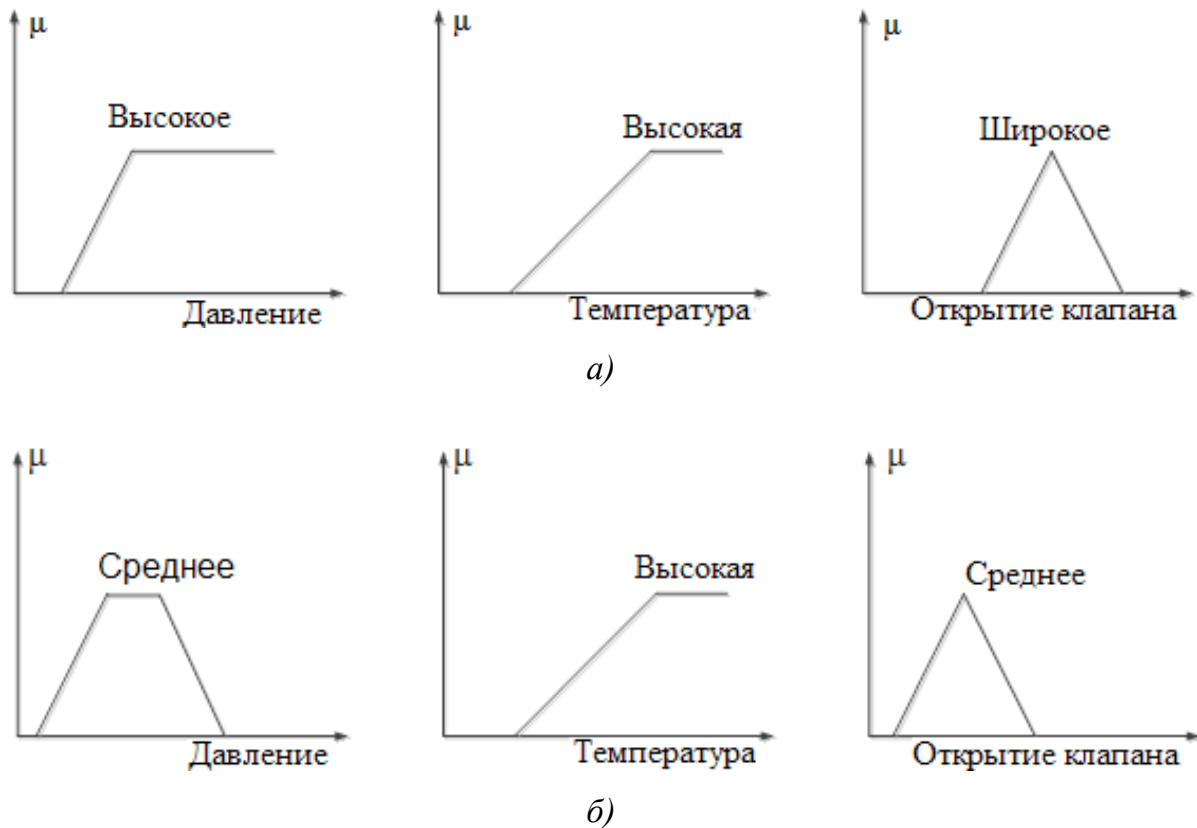 μ
μ
μ
Высокое
Высокая
Широкое
Давление
Температура
Открытие клапана
а)
μ
μ
μ
Среднее
Высокая
Среднее
Давление
Температура
Открытие клапана
б)